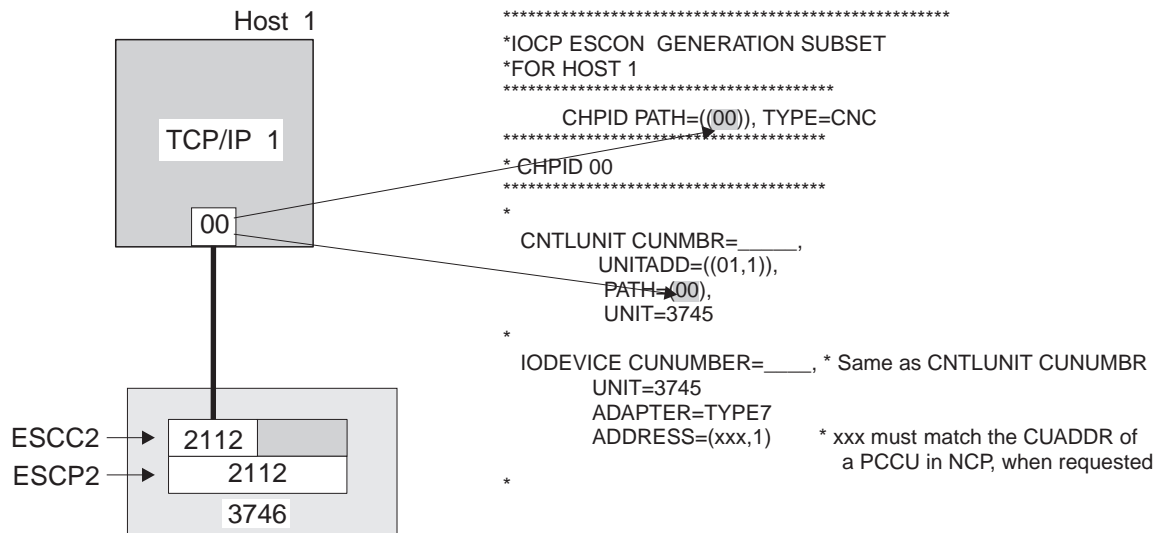 Host 1
TCP/IP 1
00
ESCC2
2112
ESCP2
2112
3746
******************************************************
*IOCP ESCON GENERATION SUBSET
*FOR HOST 1
****************************************
CHPID PATH=((00)), TYPE=CNC
***************************************
* CHPID 00
***************************************
*
CNTLUNIT CUNMBR=_____,
UNITADD=((01,1)),
PATH=(00),
UNIT=3745
*
IODEVICE CUNUMBER=____, * Same as CNTLUNIT CUNUMBR
UNIT=3745
ADAPTER=TYPE7
ADDRESS=(xxx,1) * xxx must match the CUADDR of
a PCCU in NCP, when requested
*